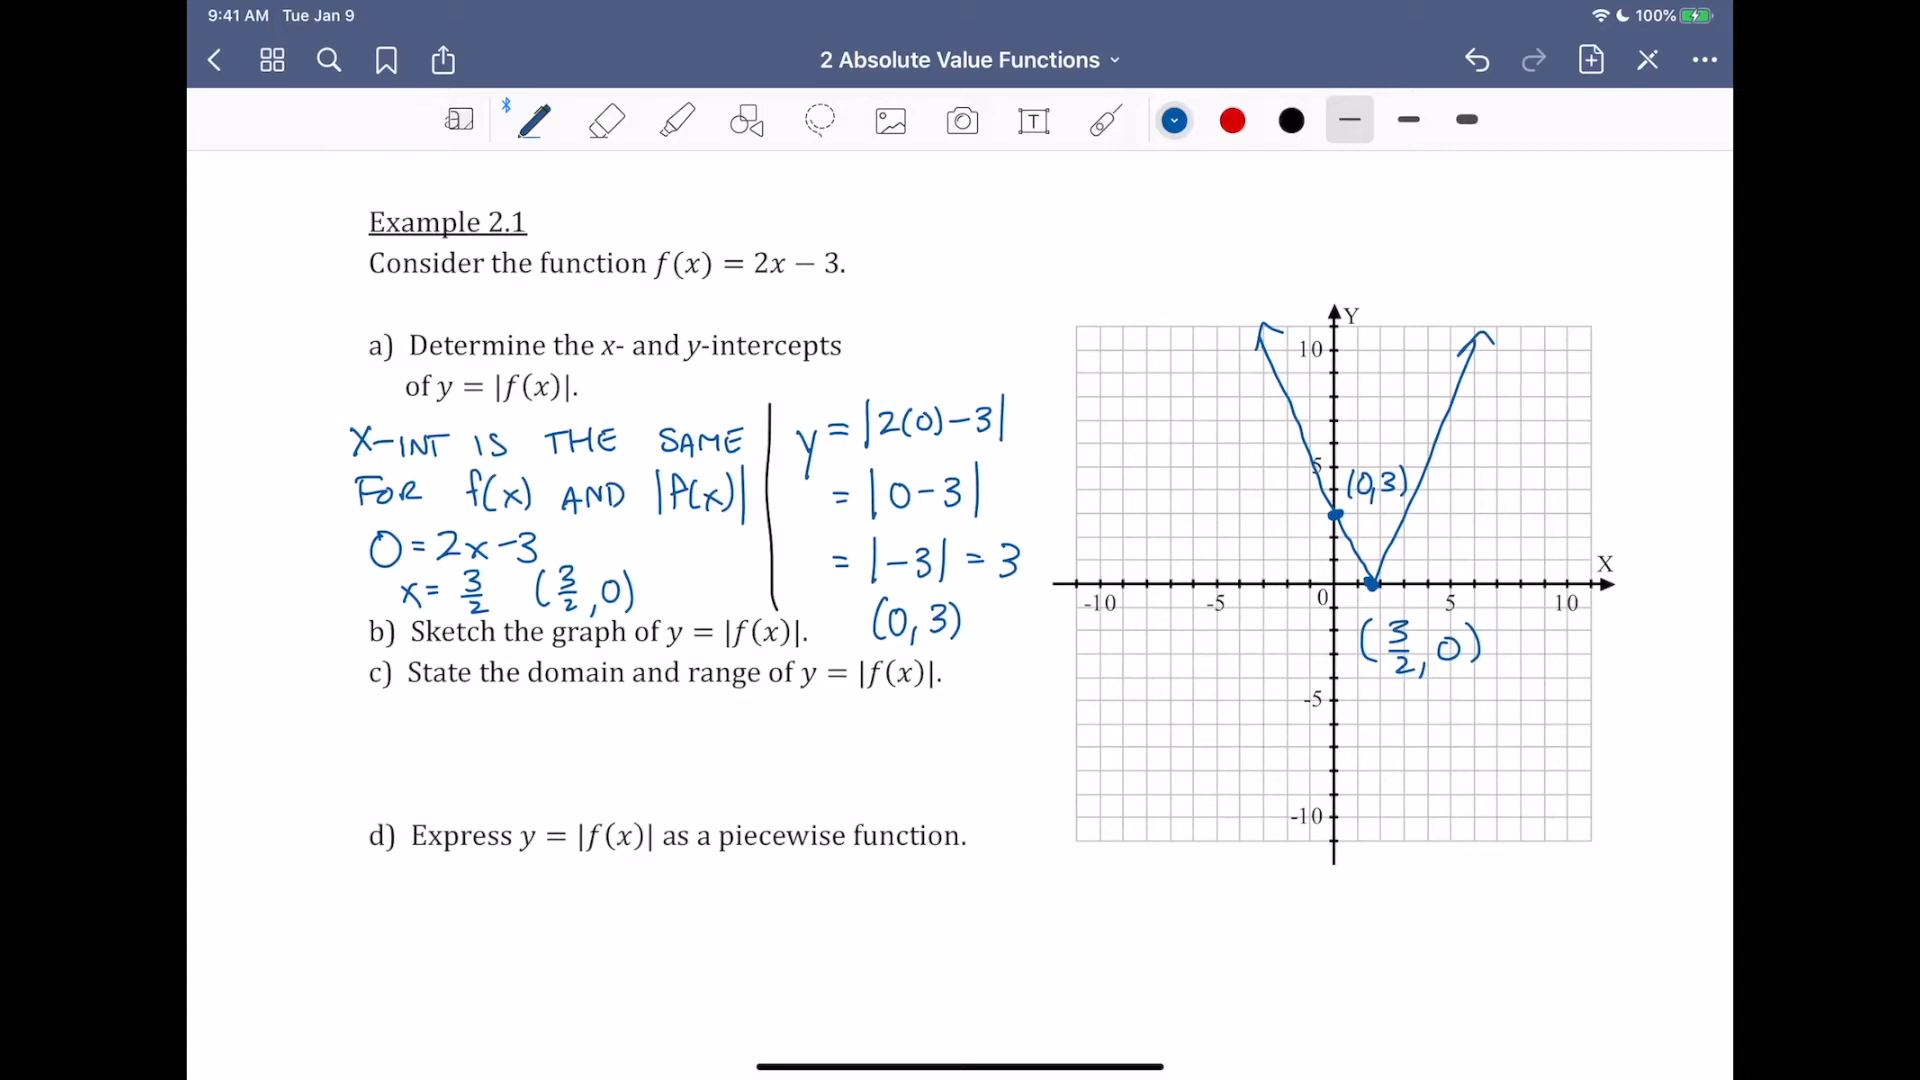 9:41 AM Tue Jan 9
100%
2 Absolute Value Functions
Example 2.1
Consider the function f(x) = 2x − 3.
a) Determine the x- and y-intercepts
of y = |f(x)|.
X-INT IS THE SAME
FOR f(x) AND |f(x)|
0 = 2x - 3
x = 3/2 (3/2, 0)
y = |2(0) - 3|
= |0 - 3|
= |-3| = 3
(0, 3)
b) Sketch the graph of y = |f(x)|.
c) State the domain and range of y = |f(x)|.
d) Express y = |f(x)| as a piecewise function.
Y
10
5
(0,3)
X
-10 -5 0 5 10
(3/2, 0)
-5
-10